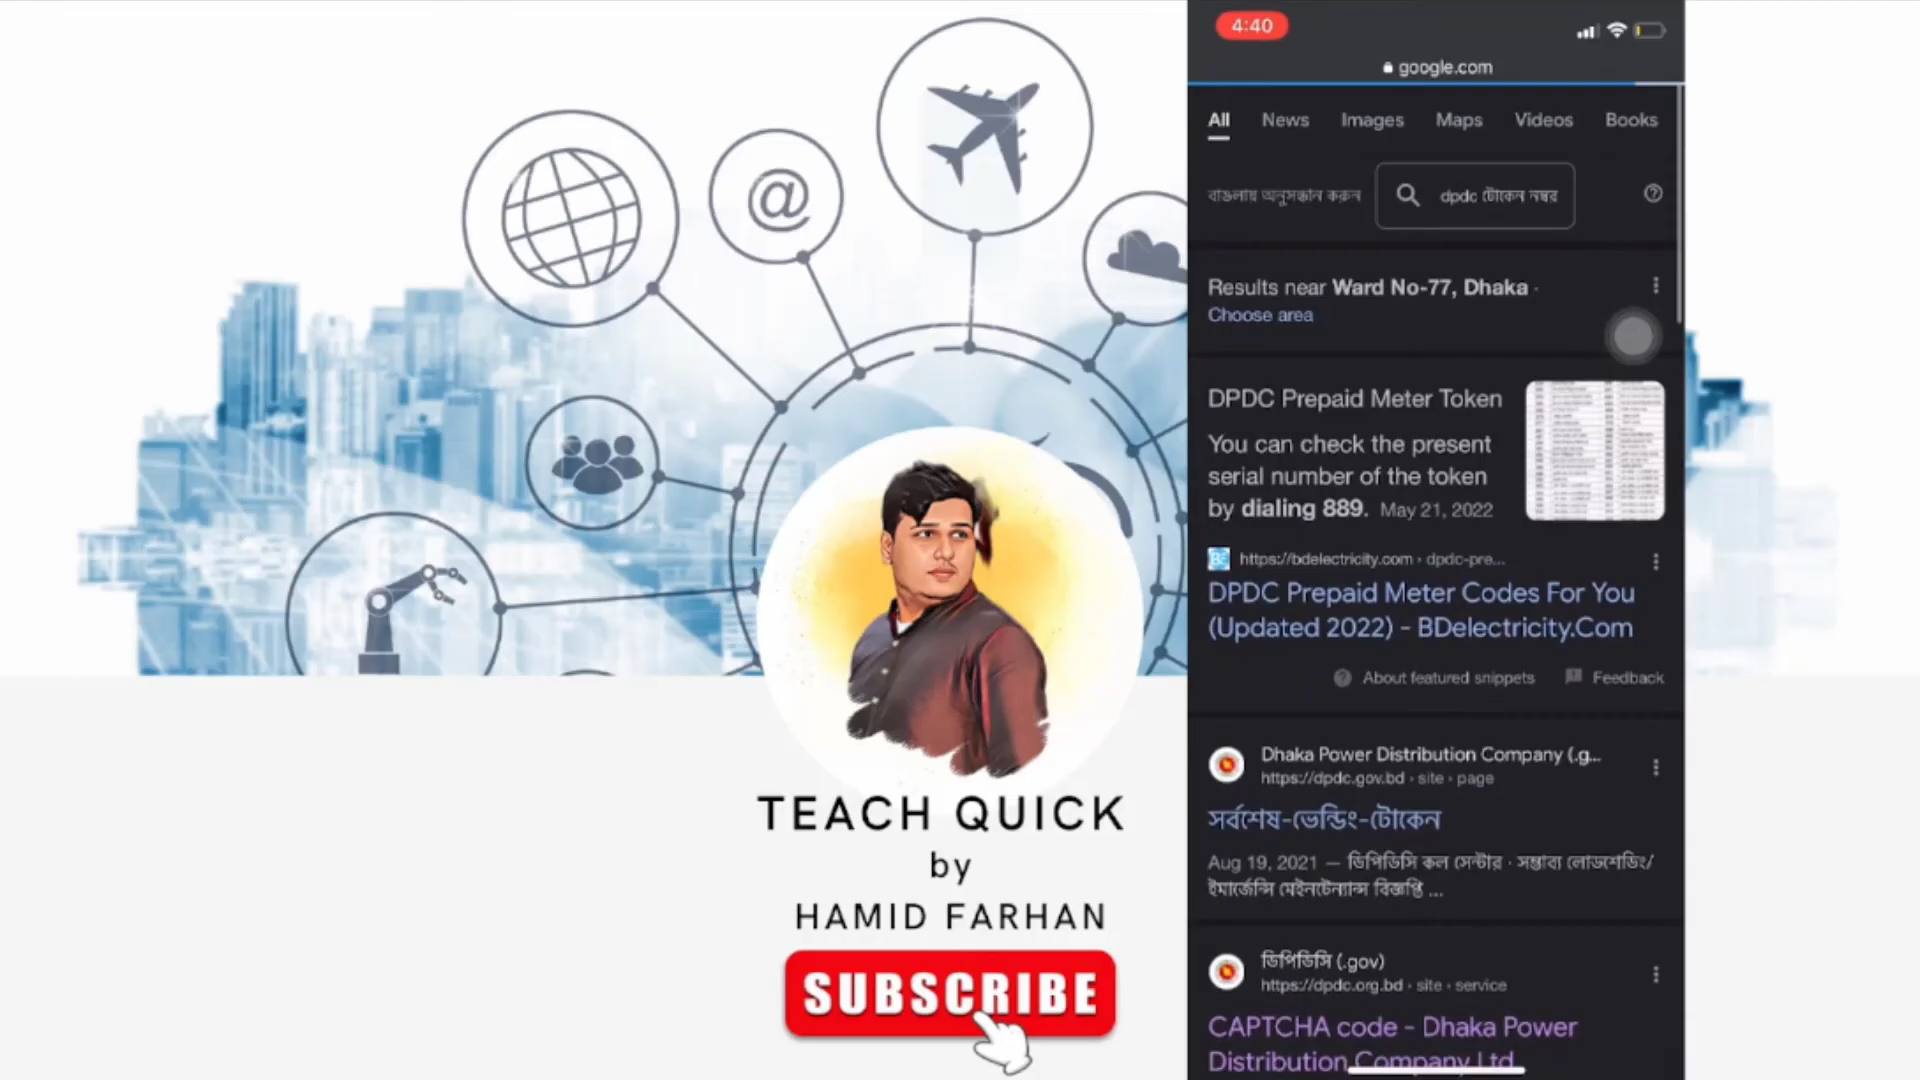 @
TEACH QUICK
by
HAMID FARHAN
SUBSCRIBE
4:40
google.com
All News Images Maps Videos Books
বাঙলায় অনুসন্ধান করুন
dpdc টোকেন নম্বর
Results near Ward No-77, Dhaka ·
Choose area
DPDC Prepaid Meter Token
You can check the present
serial number of the token
by dialing 889. May 21, 2022
BE https://bdelectricity.com › dpdc-pre...
DPDC Prepaid Meter Codes For You
(Updated 2022) - BDelectricity.Com
About featured snippets Feedback
Dhaka Power Distribution Company (.g...
https://dpdc.gov.bd › site › page
সর্বশেষ-ভেন্ডিং-টোকেন
Aug 19, 2021 — ডিপিডিসি কল সেন্টার · সম্ভাব্য লোডশেডিং/
ইমার্জেন্সি মেইনটেন্যান্স বিজ্ঞপ্তি ...
ডিপিডিসি (.gov)
https://dpdc.org.bd › site › service
CAPTCHA code - Dhaka Power
Distribution Company Ltd